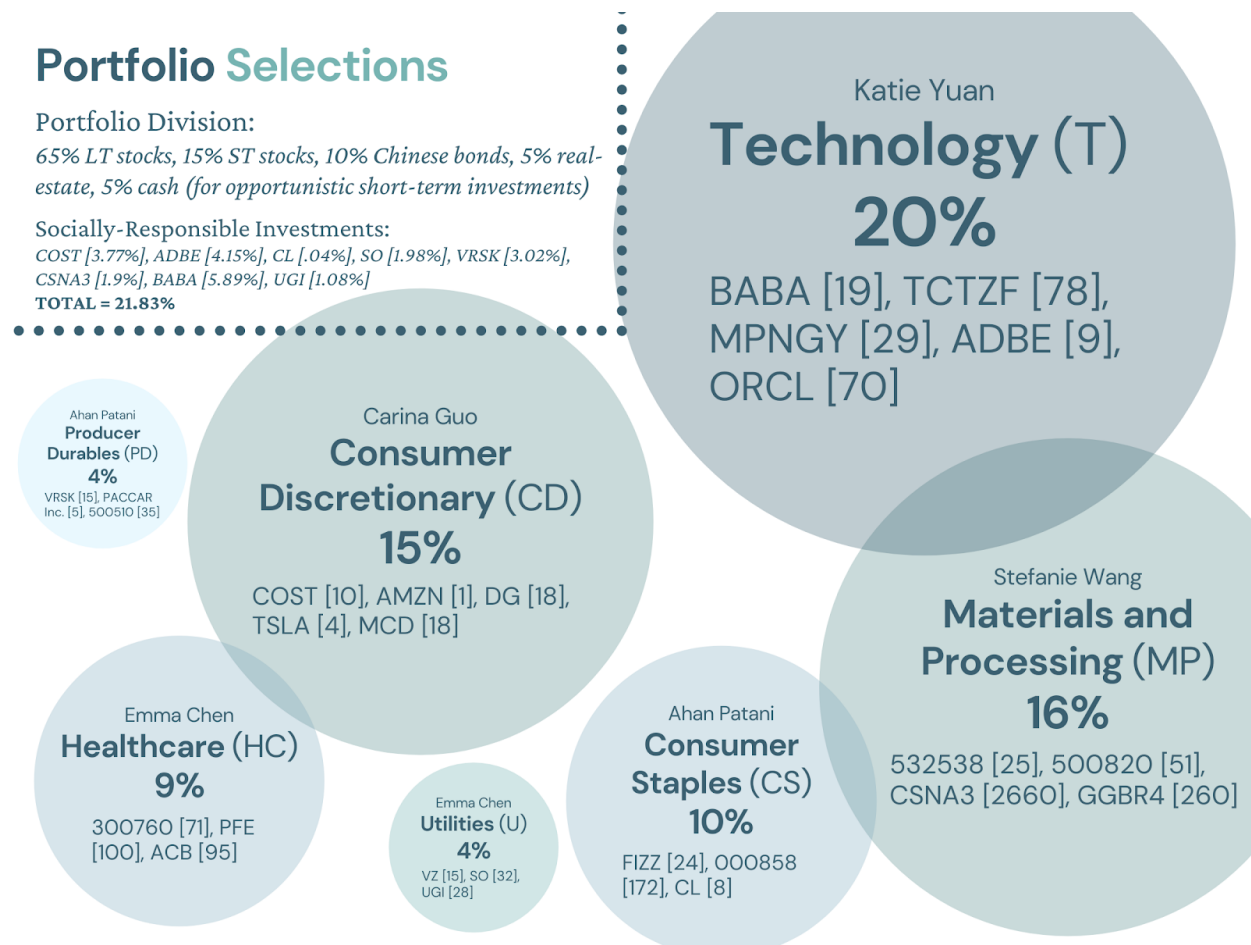 Portfolio Selections
Portfolio Division:
65% LT stocks, 15% ST stocks, 10% Chinese bonds, 5% real-
estate, 5% cash (for opportunistic short-term investments)
Socially-Responsible Investments:
COST [3.77%], ADBE [4.15%], CL [.04%], SO [1.98%], VRSK [3.02%],
CSNA3 [1.9%], BABA [5.89%], UGI [1.08%]
TOTAL = 21.83%
Katie Yuan
Technology (T)
20%
BABA [19], TCTZF [78],
MPNGY [29], ADBE [9],
ORCL [70]
Ahan Patani
Producer
Durables (PD)
4%
VRSK [15], PACCAR
Inc. [5], 500510 [35]
Carina Guo
Consumer
Discretionary (CD)
15%
COST [10], AMZN [1], DG [18],
TSLA [4], MCD [18]
Stefanie Wang
Materials and
Processing (MP)
16%
532538 [25], 500820 [51],
CSNA3 [2660], GGBR4 [260]
Emma Chen
Healthcare (HC)
9%
300760 [71], PFE
[100], ACB [95]
Emma Chen
Utilities (U)
4%
VZ [15], SO [32],
UGI [28]
Ahan Patani
Consumer
Staples (CS)
10%
FIZZ [24], 000858
[172], CL [8]